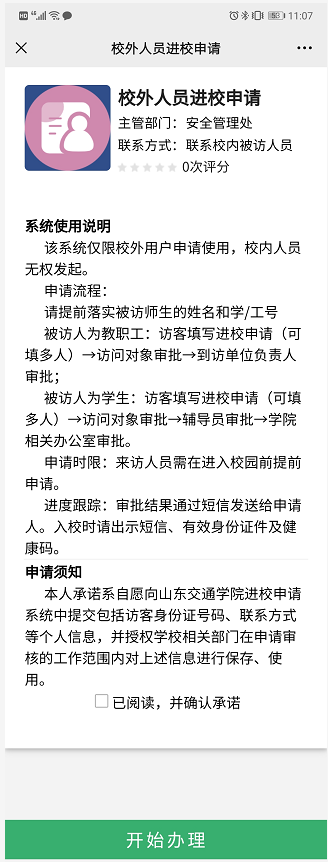 HD 4G 53 11:07
校外人员进校申请
校外人员进校申请
主管部门：安全管理处
联系方式：联系校内被访人员
0次评分
系统使用说明
该系统仅限校外用户申请使用，校内人员
无权发起。
申请流程：
请提前落实被访师生的姓名和学/工号
被访人为教职工：访客填写进校申请（可
填多人）→访问对象审批→到访单位负责人
审批；
被访人为学生：访客填写进校申请（可填
多人）→访问对象审批→辅导员审批→学院
相关办公室审批。
申请时限：来访人员需在进入校园前提前
申请。
进度跟踪：审批结果通过短信发送给申请
人。入校时请出示短信、有效身份证件及健
康码。
申请须知
本人承诺系自愿向山东交通学院进校申请
系统中提交包括访客身份证号码、联系方式
等个人信息，并授权学校相关部门在申请审
核的工作范围内对上述信息进行保存、使
用。
已阅读，并确认承诺
开始办理